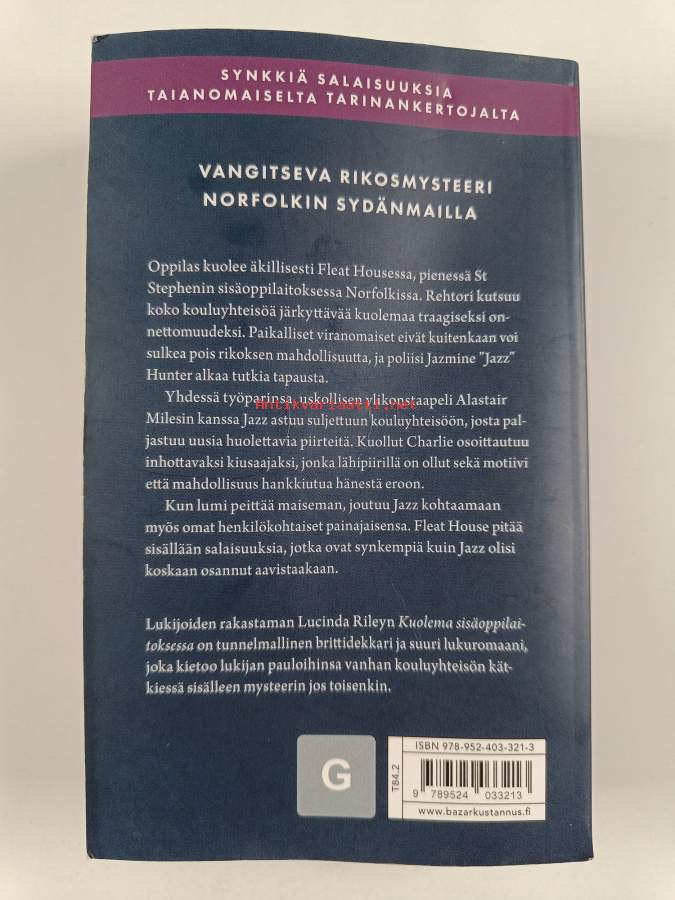 SYNKKIÄ SALAISUUKSIA
TAIANOMAISELTA TARINANKERTOJALTA
VANGITSEVA RIKOSMYSTEERI
NORFOLKIN SYDÄNMAILLA
Oppilas kuolee äkillisesti Fleat Housessa, pienessä St
Stephenin sisäoppilaitoksessa Norfolkissa. Rehtori kutsuu
koko kouluyhteisöä järkyttävää kuolemaa traagiseksi on-
nettomuudeksi. Paikalliset viranomaiset eivät kuitenkaan voi
sulkea pois rikoksen mahdollisuutta, ja poliisi Jazmine "Jazz"
Hunter alkaa tutkia tapausta.
Yhdessä työparinsa, uskollisen ylikonstaapeli Alastair
Antikvariaatti.net
Milesin kanssa Jazz astuu suljettuun kouluyhteisöön, josta pal-
jastuu uusia huolettavia piirteitä. Kuollut Charlie osoittautuu
inhottavaksi kiusaajaksi, jonka lähipiirillä on ollut sekä motiivi
että mahdollisuus hankkiutua hänestä eroon.
Kun lumi peittää maiseman, joutuu Jazz kohtaamaan
myös omat henkilökohtaiset painajaisensa. Fleat House pitää
sisällään salaisuuksia, jotka ovat synkempiä kuin Jazz olisi
koskaan osannut aavistaakaan.
Lukijoiden rakastaman Lucinda Rileyn Kuolema sisäoppilai-
toksessa on tunnelmallinen brittidekkari ja suuri lukuromaani,
joka kietoo lukijan pauloihinsa vanhan kouluyhteisön kät-
kiessä sisälleen mysteerin jos toisenkin.
G
T84.2
ISBN 978-952-403-321-3
9 789524 033213
www.bazarkustannus.fi